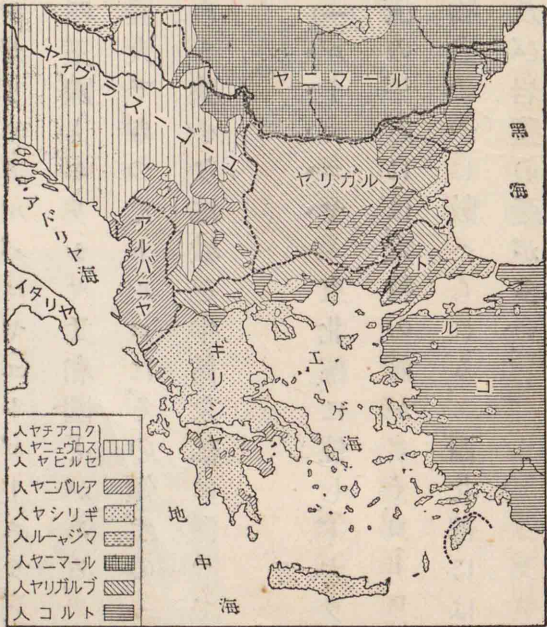 ルーマニヤ
ユーゴースラヴィヤ
ブルガリヤ
黒海
アドリヤ海
アルバニヤ
イタリヤ
トルコ
ギリシヤ
エーゲ海
地中海
クロアチヤ人
スロヴェニヤ人
セルビヤ人
アルバニヤ人
ギリシヤ人
マジャール人
ルーマニヤ人
ブルガリヤ人
トルコ人